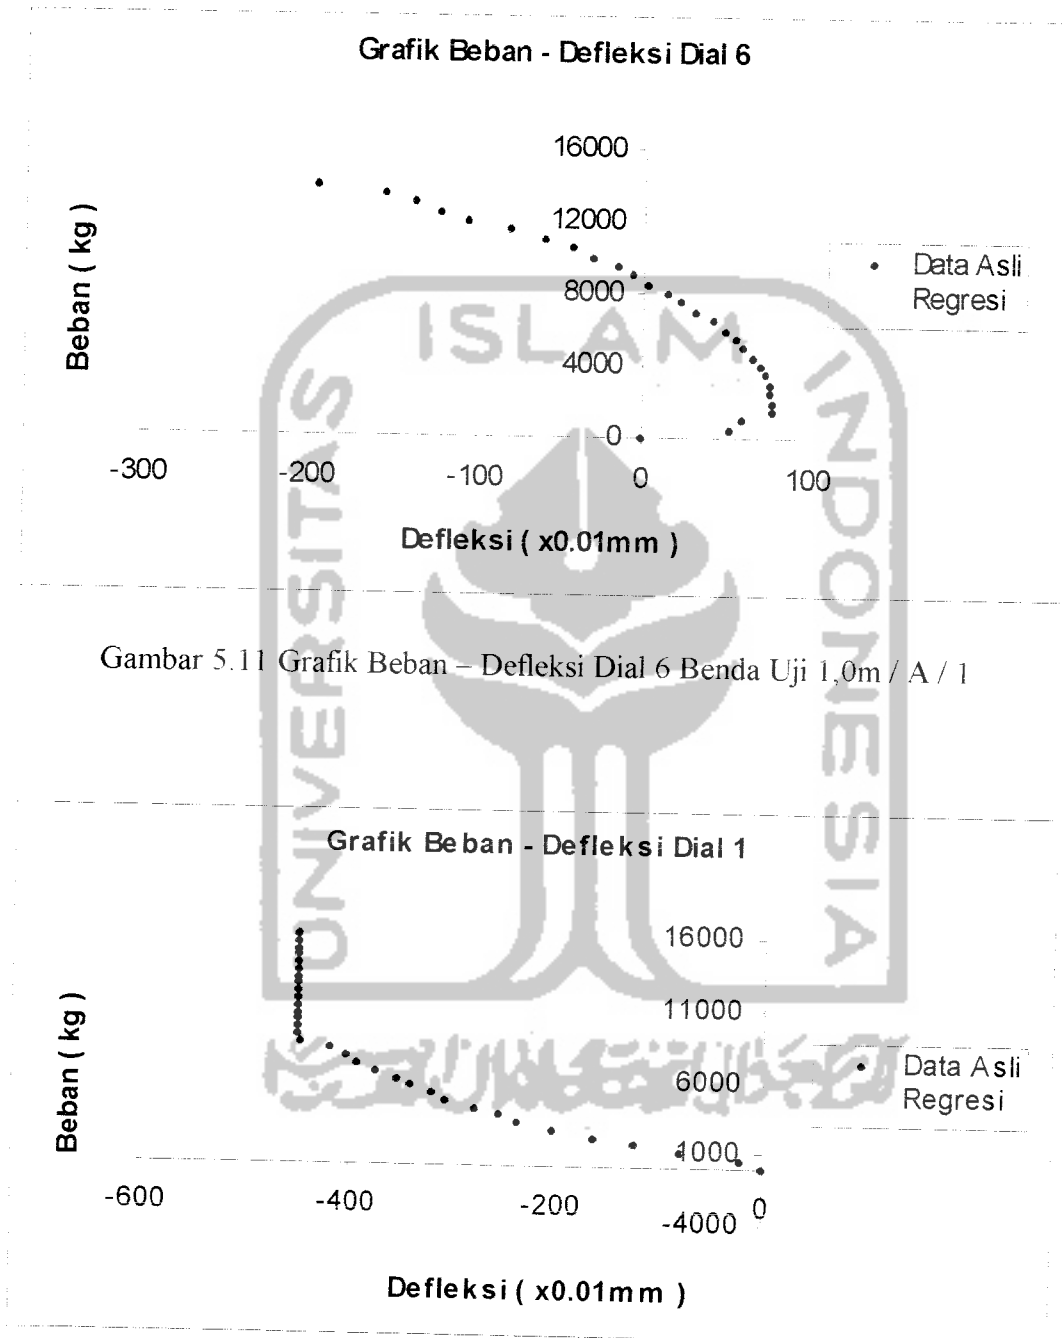 Grafik Beban - Defleksi Dial 6
16000
12000
8000
4000
0
-300
-200
-100
0
100
Beban ( kg )
Defleksi ( x0.01mm )
Data Asli
Regresi
ISLAM
UNIVERSITAS
INDONESIA
Gambar 5.11 Grafik Beban – Defleksi Dial 6 Benda Uji 1,0m / A / 1
Grafik Beban - Defleksi Dial 1
16000
11000
6000
1000
-4000
-600
-400
-200
0
Beban ( kg )
Defleksi ( x0.01mm )
Data Asli
Regresi